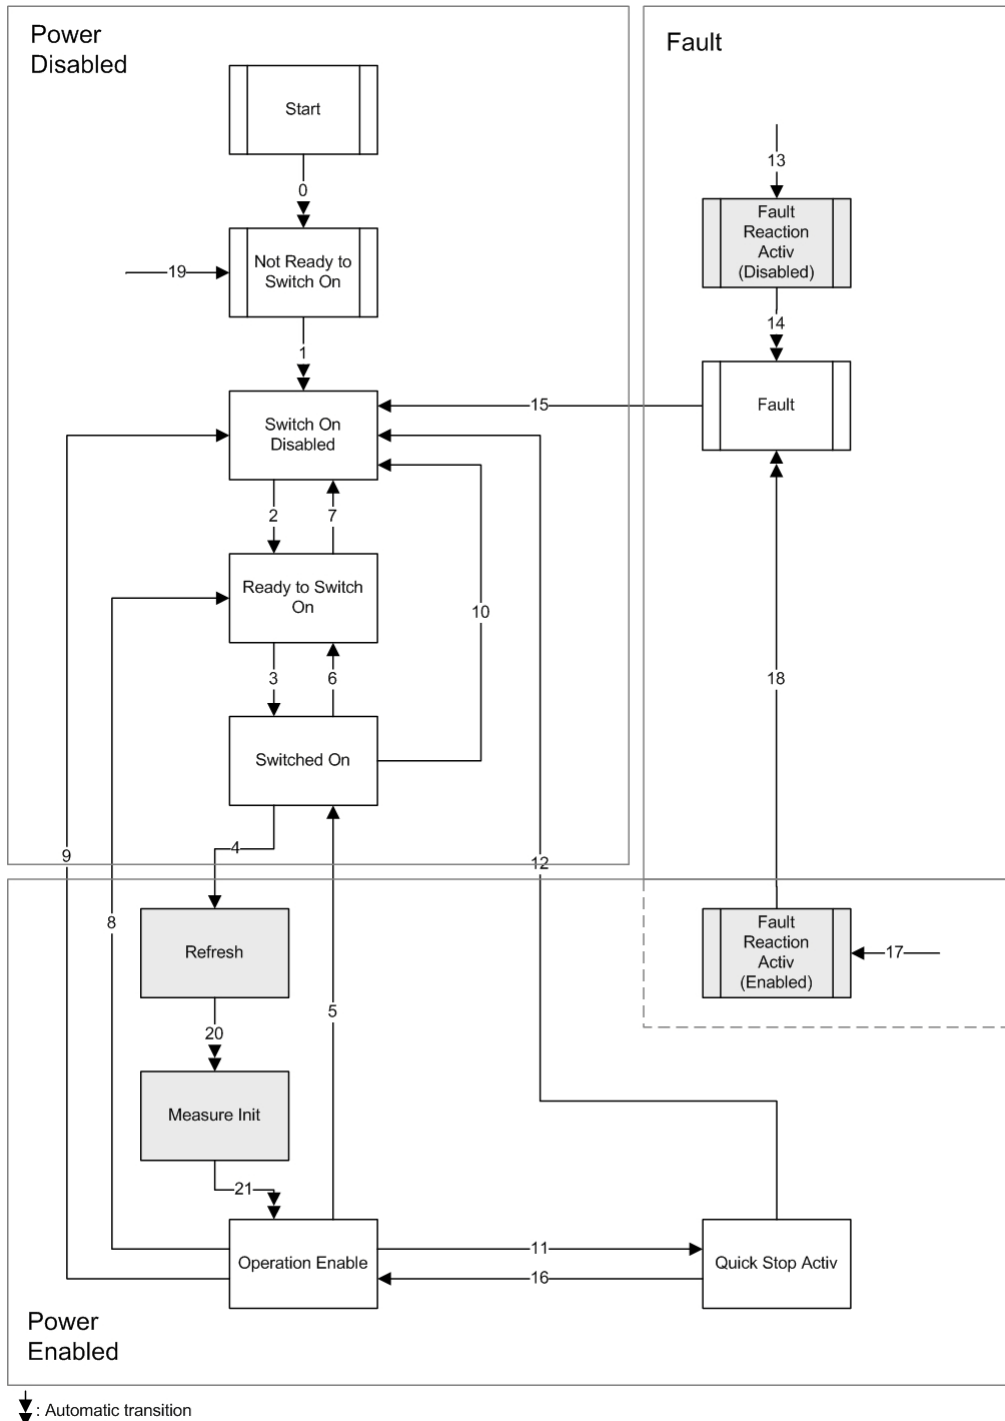 Power
Disabled
Fault
Start
0
19
Not Ready to
Switch On
1
13
Fault
Reaction
Activ
(Disabled)
14
Fault
15
Switch On
Disabled
2
7
Ready to Switch
On
10
3
6
18
Switched On
4
9
12
8
Refresh
Fault
Reaction
Activ
(Enabled)
17
5
20
Measure Init
21
Operation Enable
11
16
Quick Stop Activ
Power
Enabled
: Automatic transition